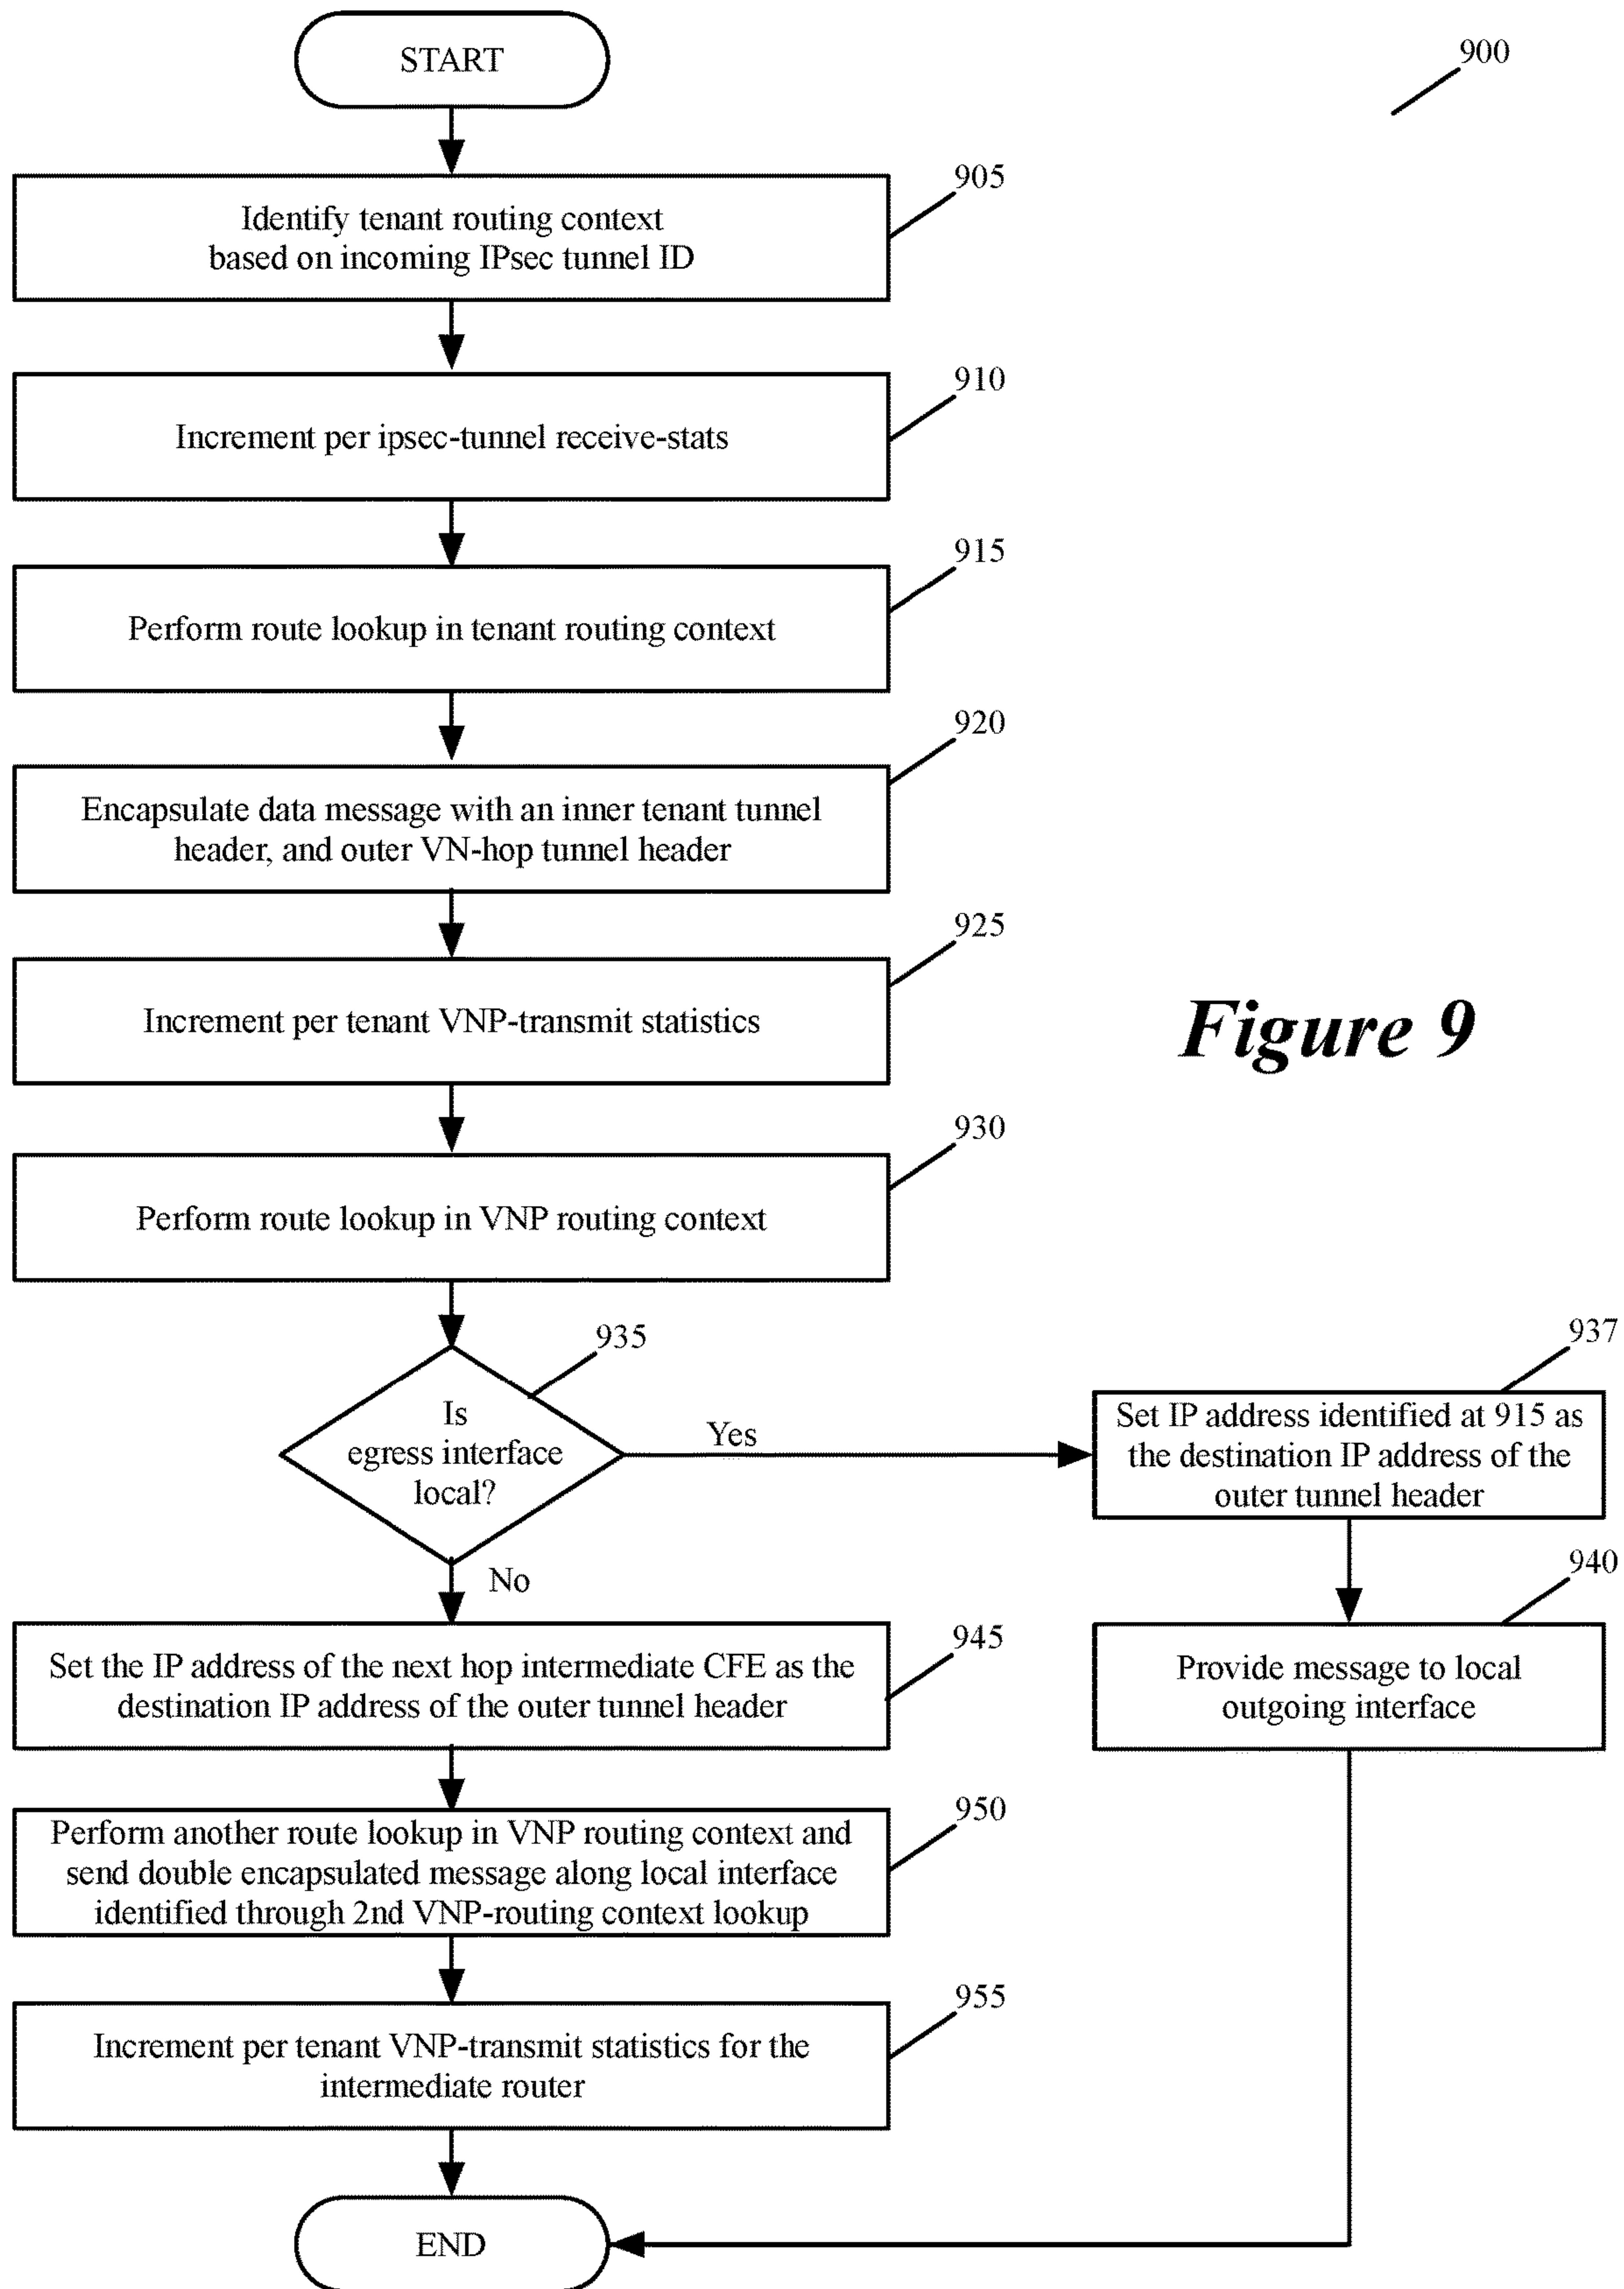 START
900
905
Identify tenant routing context
based on incoming IPsec tunnel ID
910
Increment per ipsec-tunnel receive-stats
915
Perform route lookup in tenant routing context
920
Encapsulate data message with an inner tenant tunnel
header, and outer VN-hop tunnel header
925
Increment per tenant VNP-transmit statistics
Figure 9
930
Perform route lookup in VNP routing context
935
Is
egress interface
local?
Yes
937
Set IP address identified at 915 as
the destination IP address of the
outer tunnel header
940
Provide message to local
outgoing interface
No
945
Set the IP address of the next hop intermediate CFE as the
destination IP address of the outer tunnel header
950
Perform another route lookup in VNP routing context and
send double encapsulated message along local interface
identified through 2nd VNP-routing context lookup
955
Increment per tenant VNP-transmit statistics for the
intermediate router
END